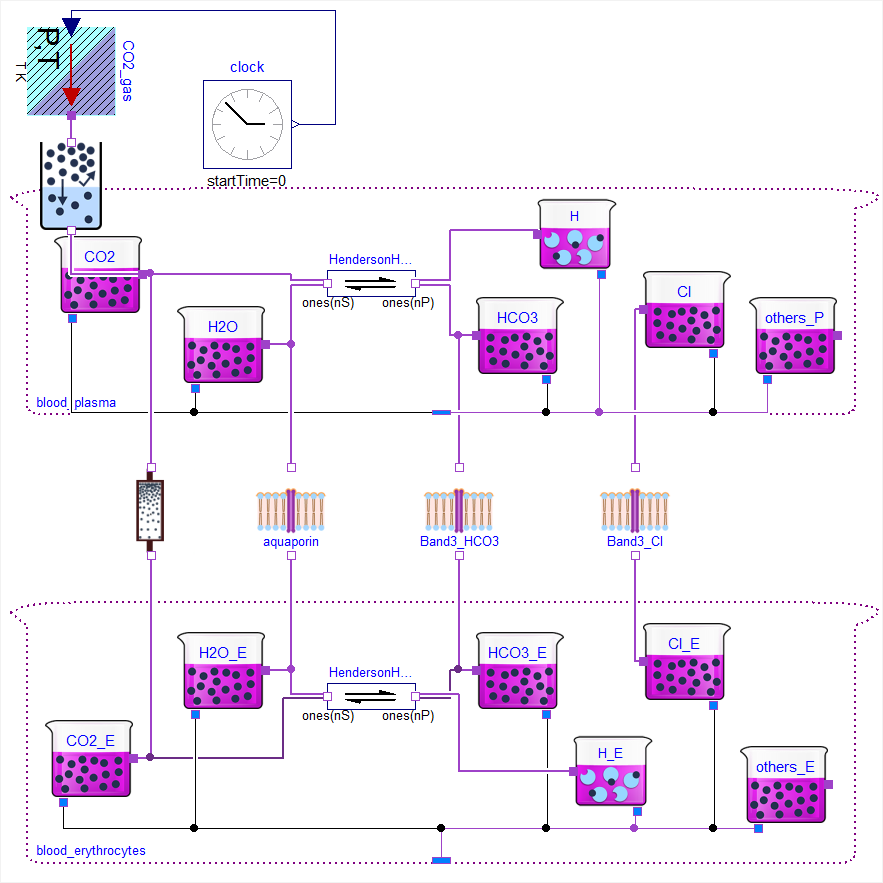 P,T
T K
CO2_gas
clock
startTime=0
H
CO2
HendersonH...
Cl
ones(nS)
ones(nP)
H2O
HCO3
others_P
blood_plasma
aquaporin
Band3_HCO3
Band3_Cl
H2O_E
HCO3_E
Cl_E
HendersonH...
ones(nS)
ones(nP)
CO2_E
H_E
others_E
blood_erythrocytes